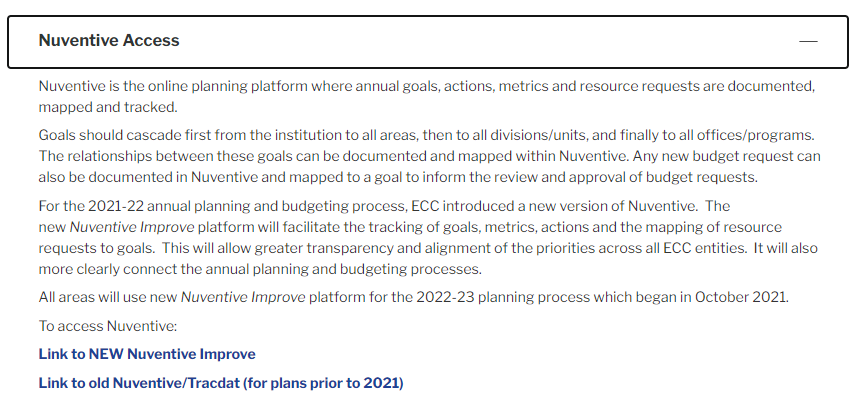 Nuventive Access
Nuventive is the online planning platform where annual goals, actions, metrics and resource requests are documented,
mapped and tracked.
Goals should cascade first from the institution to all areas, then to all divisions/units, and finally to all offices/programs.
The relationships between these goals can be documented and mapped within Nuventive. Any new budget request can
also be documented in Nuventive and mapped to a goal to inform the review and approval of budget requests.
For the 2021-22 annual planning and budgeting process, ECC introduced a new version of Nuventive.  The
new Nuventive Improve platform will facilitate the tracking of goals, metrics, actions and the mapping of resource
requests to goals.  This will allow greater transparency and alignment of the priorities across all ECC entities.  It will also
more clearly connect the annual planning and budgeting processes.
All areas will use new Nuventive Improve platform for the 2022-23 planning process which began in October 2021.
To access Nuventive:
Link to NEW Nuventive Improve
Link to old Nuventive/Tracdat (for plans prior to 2021)